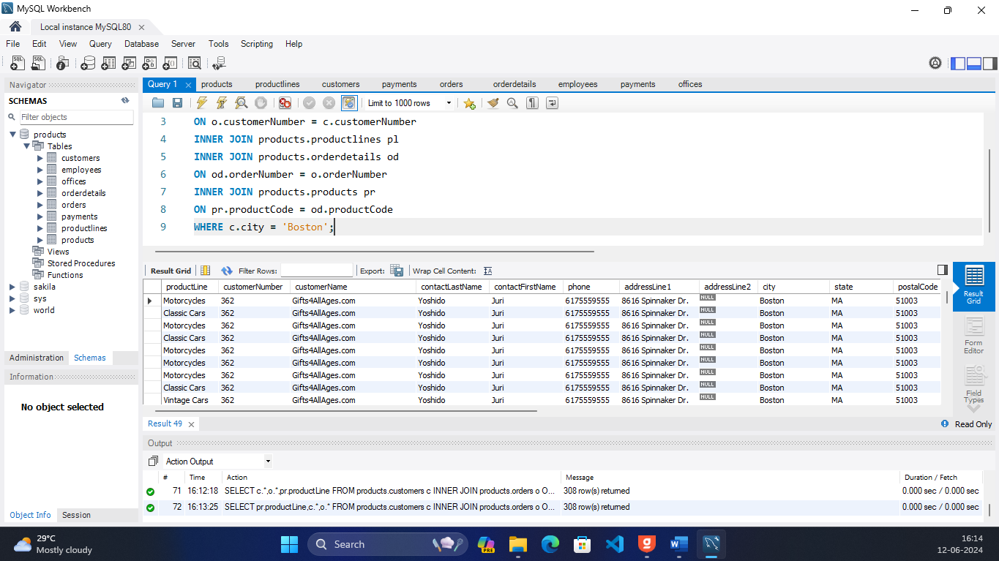 MySQL Workbench
Local instance MySQL80
File Edit View Query Database Server Tools Scripting Help
Navigator
SCHEMAS
Filter objects
products
Tables
customers
employees
offices
orderdetails
orders
payments
productlines
products
Views
Stored Procedures
Functions
sakila
sys
world
Administration Schemas
Information
No object selected
Object Info Session
Query 1 products productlines customers payments orders orderdetails employees payments offices
Limit to 1000 rows
3 ON o.customerNumber = c.customerNumber
4 INNER JOIN products.productlines pl
5 INNER JOIN products.orderdetails od
6 ON od.orderNumber = o.orderNumber
7 INNER JOIN products.products pr
8 ON pr.productCode = od.productCode
9 WHERE c.city = 'Boston';
Result Grid Filter Rows: Export: Wrap Cell Content:
productLine customerNumber customerName contactLastName contactFirstName phone addressLine1 addressLine2 city state postalCode
Motorcycles 362 Gifts4AllAges.com Yoshido Juri 6175559555 8616 Spinnaker Dr. NULL Boston MA 51003
Classic Cars 362 Gifts4AllAges.com Yoshido Juri 6175559555 8616 Spinnaker Dr. NULL Boston MA 51003
Motorcycles 362 Gifts4AllAges.com Yoshido Juri 6175559555 8616 Spinnaker Dr. NULL Boston MA 51003
Classic Cars 362 Gifts4AllAges.com Yoshido Juri 6175559555 8616 Spinnaker Dr. NULL Boston MA 51003
Motorcycles 362 Gifts4AllAges.com Yoshido Juri 6175559555 8616 Spinnaker Dr. NULL Boston MA 51003
Motorcycles 362 Gifts4AllAges.com Yoshido Juri 6175559555 8616 Spinnaker Dr. NULL Boston MA 51003
Motorcycles 362 Gifts4AllAges.com Yoshido Juri 6175559555 8616 Spinnaker Dr. NULL Boston MA 51003
Classic Cars 362 Gifts4AllAges.com Yoshido Juri 6175559555 8616 Spinnaker Dr. NULL Boston MA 51003
Vintage Cars 362 Gifts4AllAges.com Yoshido Juri 6175559555 8616 Spinnaker Dr. NULL Boston MA 51003
Result
Grid
Form
Editor
Field
Types
Result 49
Read Only
Output
Action Output
# Time Action Message Duration / Fetch
71 16:12:18 SELECT c.*,o.*,pr.productLine FROM products.customers c INNER JOIN products.orders o O... 308 row(s) returned 0.000 sec / 0.000 sec
72 16:13:25 SELECT pr.productLine,c.*,o.* FROM products.customers c INNER JOIN products.orders o O... 308 row(s) returned 0.000 sec / 0.000 sec
29°C
Mostly cloudy
Search
PRE
16:14
12-06-2024